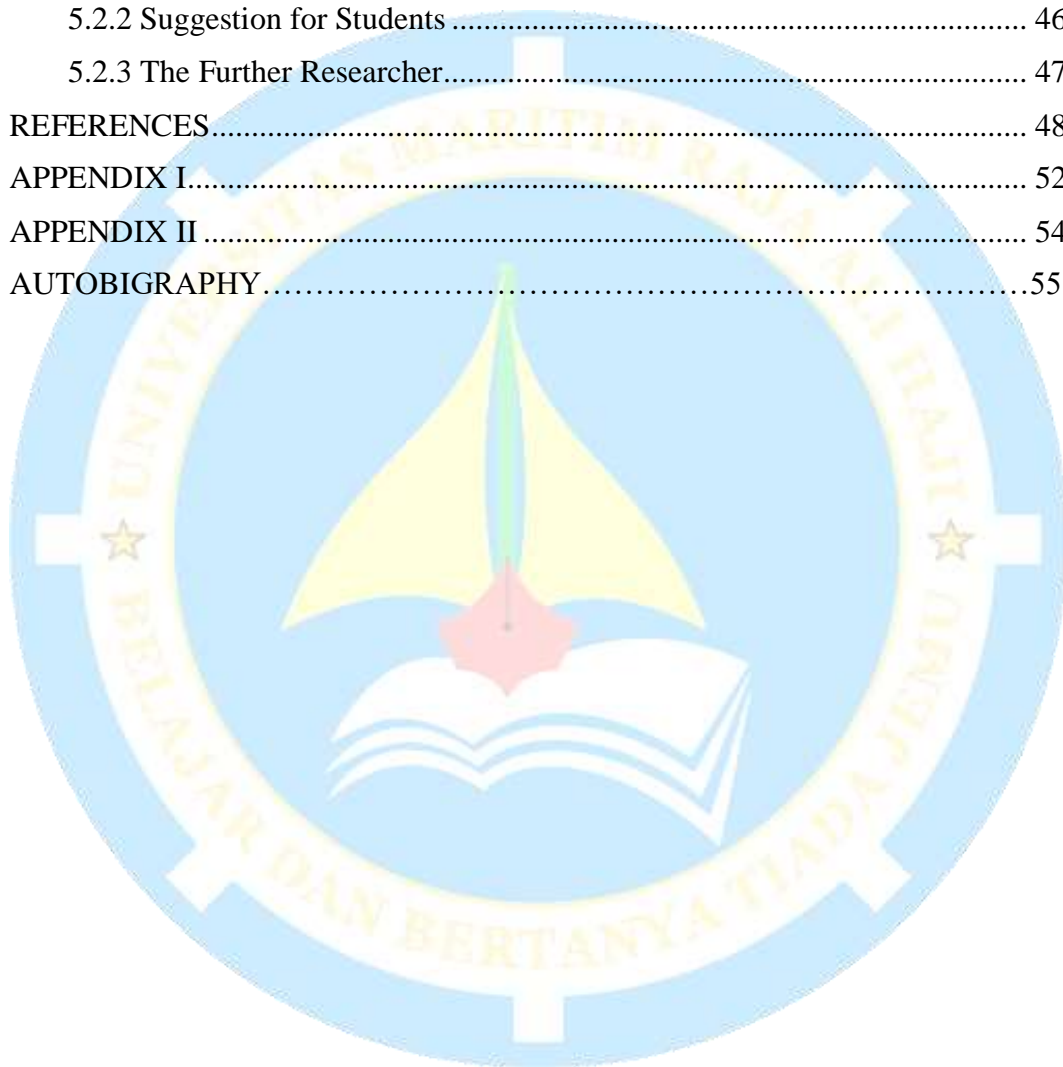 5.2.2 Suggestion for Students .......... 46
5.2.3 The Further Researcher .......... 47
REFERENCES .......... 48
APPENDIX I .......... 52
APPENDIX II .......... 54
AUTOBIGRAPHY .......... 55
UNIVERSITAS MARITIM RAJA ALI HAJI
BELAJAR DAN BERTANYA TIADA JEMU